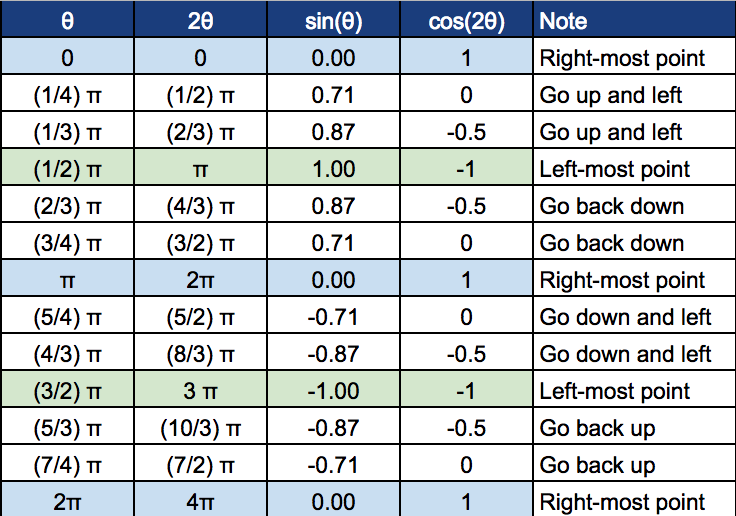 θ 2θ sin(θ) cos(2θ) Note
0 0 0.00 1 Right-most point
(1/4) π (1/2) π 0.71 0 Go up and left
(1/3) π (2/3) π 0.87 -0.5 Go up and left
(1/2) π π 1.00 -1 Left-most point
(2/3) π (4/3) π 0.87 -0.5 Go back down
(3/4) π (3/2) π 0.71 0 Go back down
π 2π 0.00 1 Right-most point
(5/4) π (5/2) π -0.71 0 Go down and left
(4/3) π (8/3) π -0.87 -0.5 Go down and left
(3/2) π 3 π -1.00 -1 Left-most point
(5/3) π (10/3) π -0.87 -0.5 Go back up
(7/4) π (7/2) π -0.71 0 Go back up
2π 4π 0.00 1 Right-most point